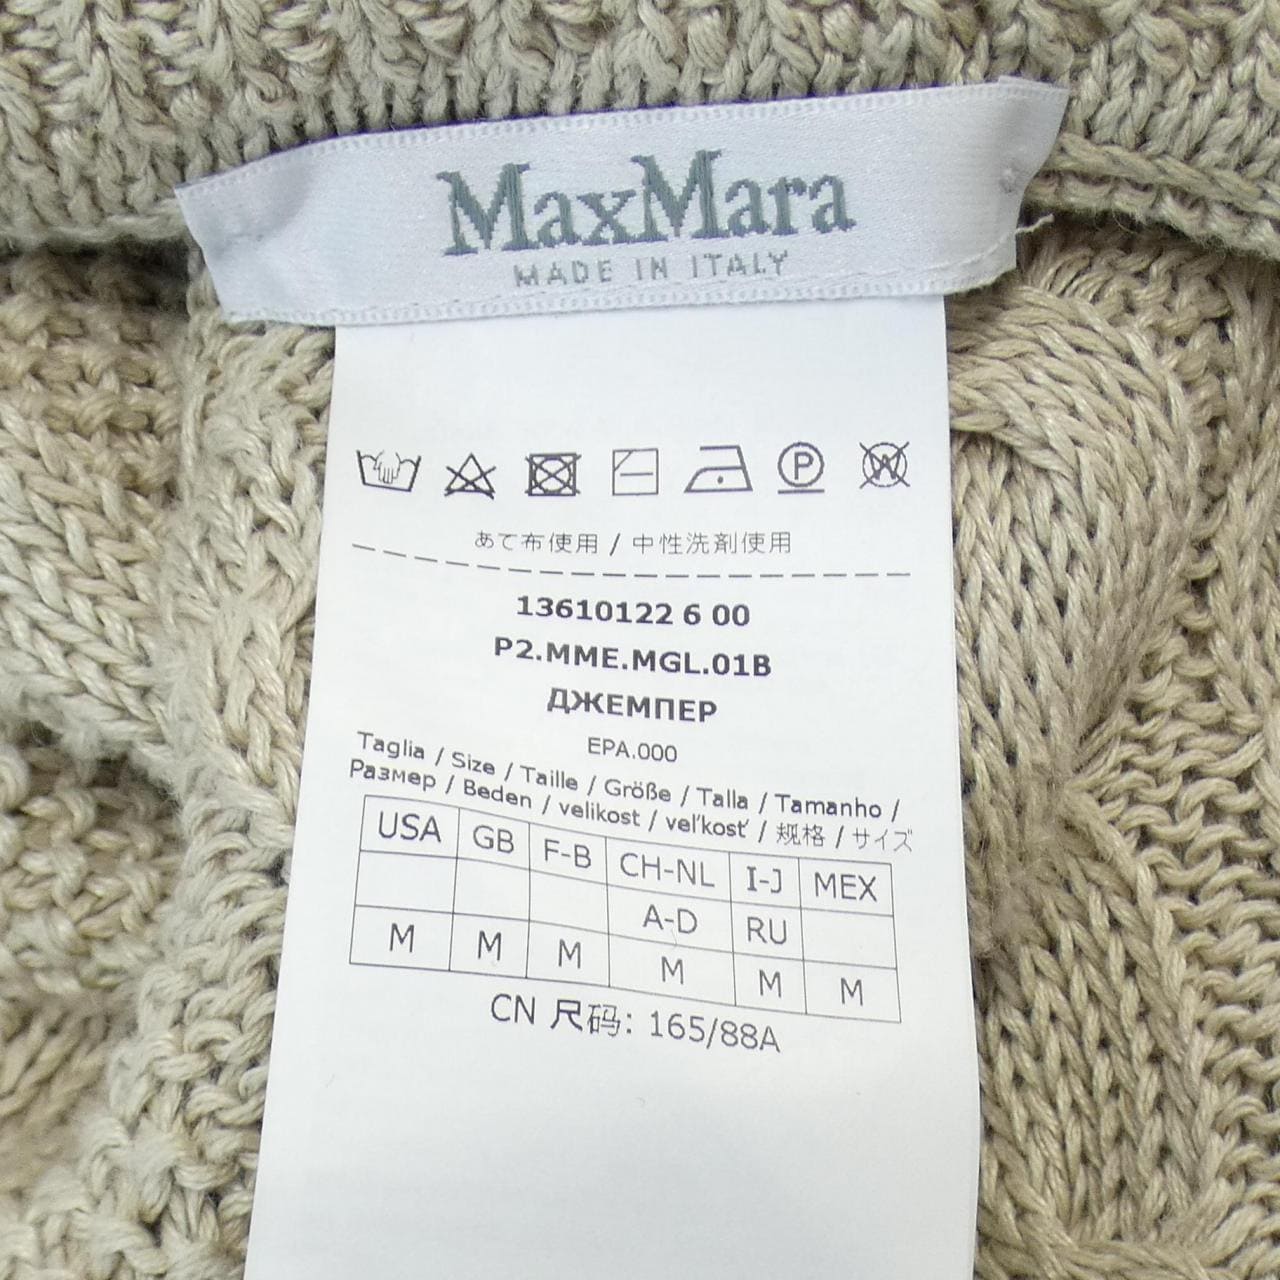 MaxMara
MADE IN ITALY
P
W
あて布使用 / 中性洗剤使用
13610122 6 00
P2.MME.MGL.01B
ДЖЕМПЕР
EPA.000
Taglia / Size / Taille / Größe / Talla / Tamanho /
Размер / Beden / velikost / veľkosť / 规格 / サイズ
USA GB F-B CH-NL I-J MEX
A-D RU
M M M M M M
CN 尺码: 165/88A